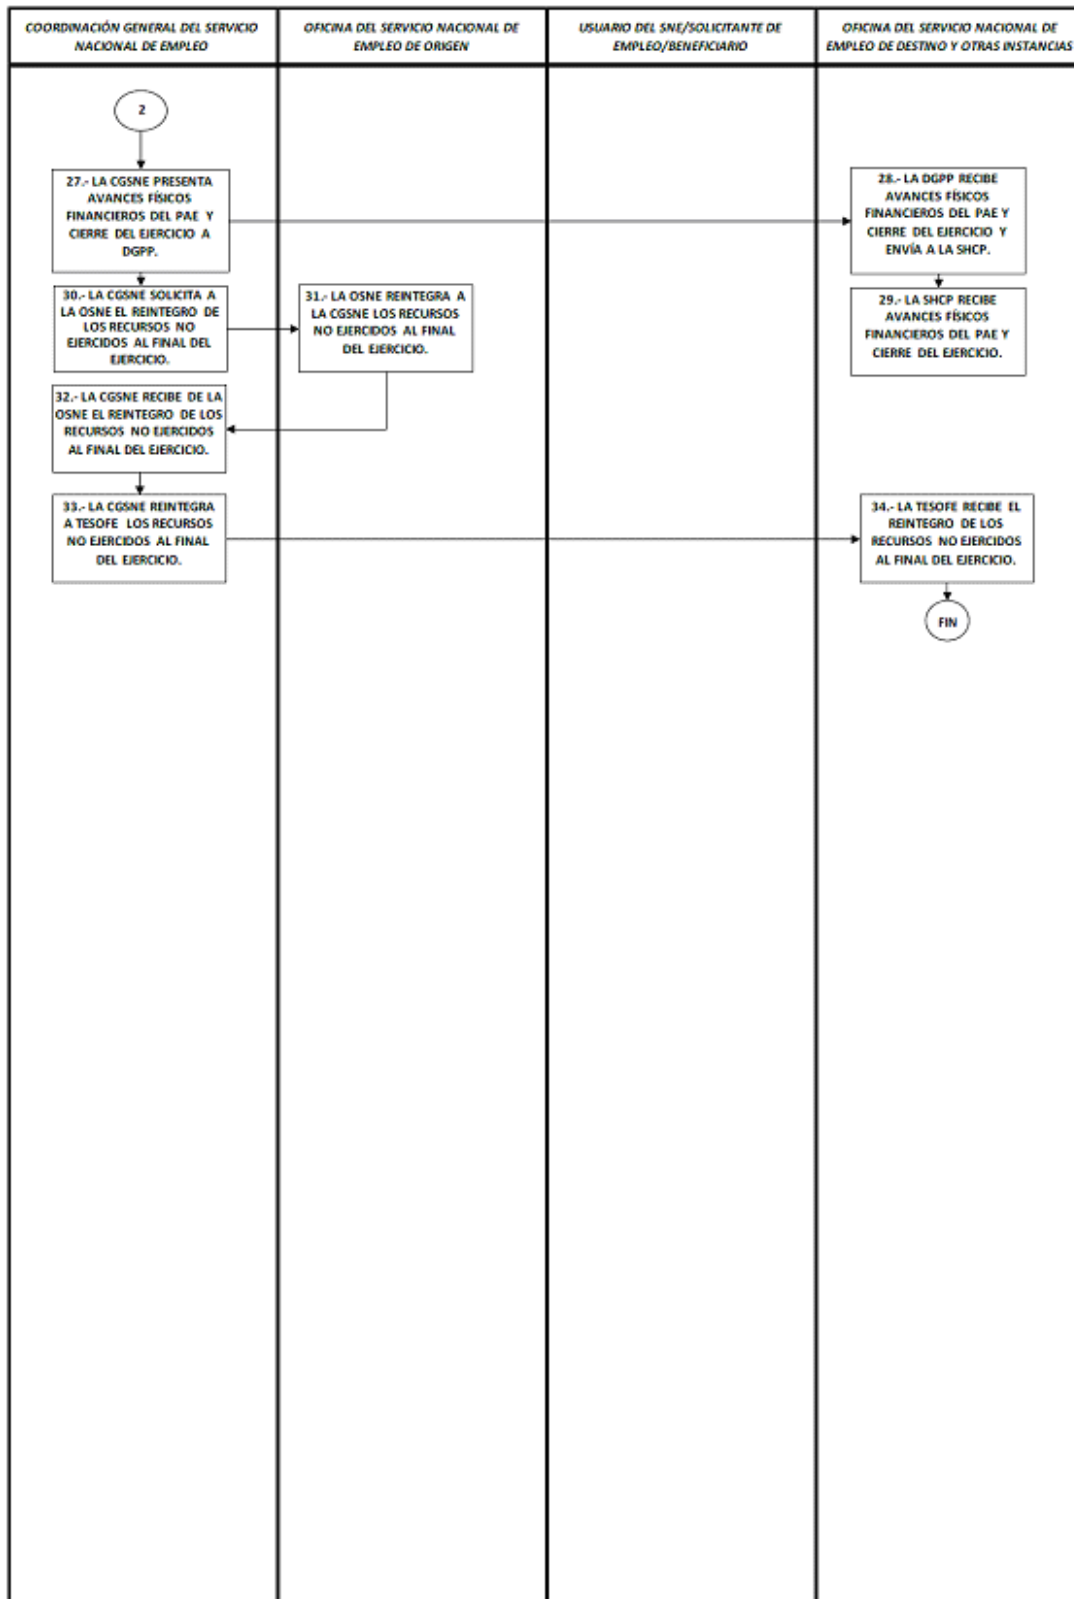 COORDINACIÓN GENERAL DEL SERVICIO
NACIONAL DE EMPLEO
OFICINA DEL SERVICIO NACIONAL DE
EMPLEO DE ORIGEN
USUARIO DEL SNE/SOLICITANTE DE
EMPLEO/BENEFICIARIO
OFICINA DEL SERVICIO NACIONAL DE
EMPLEO DE DESTINO Y OTRAS INSTANCIAS
2
27.- LA CGSNE PRESENTA
AVANCES FÍSICOS
FINANCIEROS DEL PAE Y
CIERRE DEL EJERCICIO A
DGPP.
28.- LA DGPP RECIBE
AVANCES FÍSICOS
FINANCIEROS DEL PAE Y
CIERRE DEL EJERCICIO Y
ENVÍA A LA SHCP.
29.- LA SHCP RECIBE
AVANCES FÍSICOS
FINANCIEROS DEL PAE Y
CIERRE DEL EJERCICIO.
30.- LA CGSNE SOLICITA A
LA OSNE EL REINTEGRO DE
LOS RECURSOS NO
EJERCIDOS AL FINAL DEL
EJERCICIO.
31.- LA OSNE REINTEGRA A
LA CGSNE LOS RECURSOS
NO EJERCIDOS AL FINAL
DEL EJERCICIO.
32.- LA CGSNE RECIBE DE LA
OSNE EL REINTEGRO DE LOS
RECURSOS NO EJERCIDOS
AL FINAL DEL EJERCICIO.
33.- LA CGSNE REINTEGRA
A TESOFE LOS RECURSOS
NO EJERCIDOS AL FINAL
DEL EJERCICIO.
34.- LA TESOFE RECIBE EL
REINTEGRO DE LOS
RECURSOS NO EJERCIDOS
AL FINAL DEL EJERCICIO.
FIN